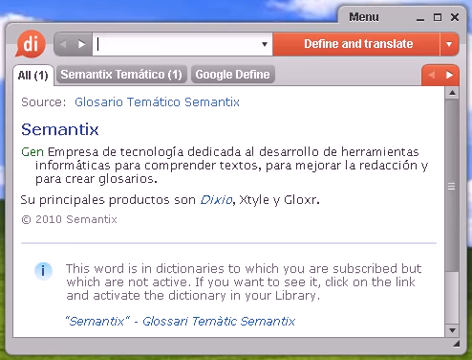 Menu
di
Define and translate
All (1)
Semantix Temático (1)
Google Define
Source: Glosario Temático Semantix
Semantix
Gen Empresa de tecnología dedicada al desarrollo de herramientas
informáticas para comprender textos, para mejorar la redacción y
para crear glosarios.
Su principales productos son Dixio, Xtyle y Gloxr.
© 2010 Semantix
i
This word is in dictionaries to which you are subscribed but
which are not active. If you want to see it, click on the link
and activate the dictionary in your Library.
"Semantix" - Glossari Temàtic Semantix